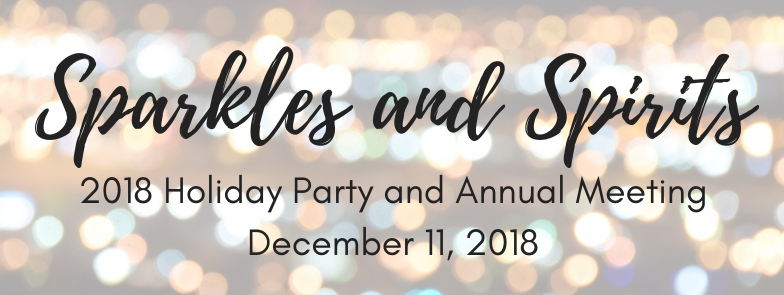 Sparkles and Spirits
2018 Holiday Party and Annual Meeting
December 11, 2018